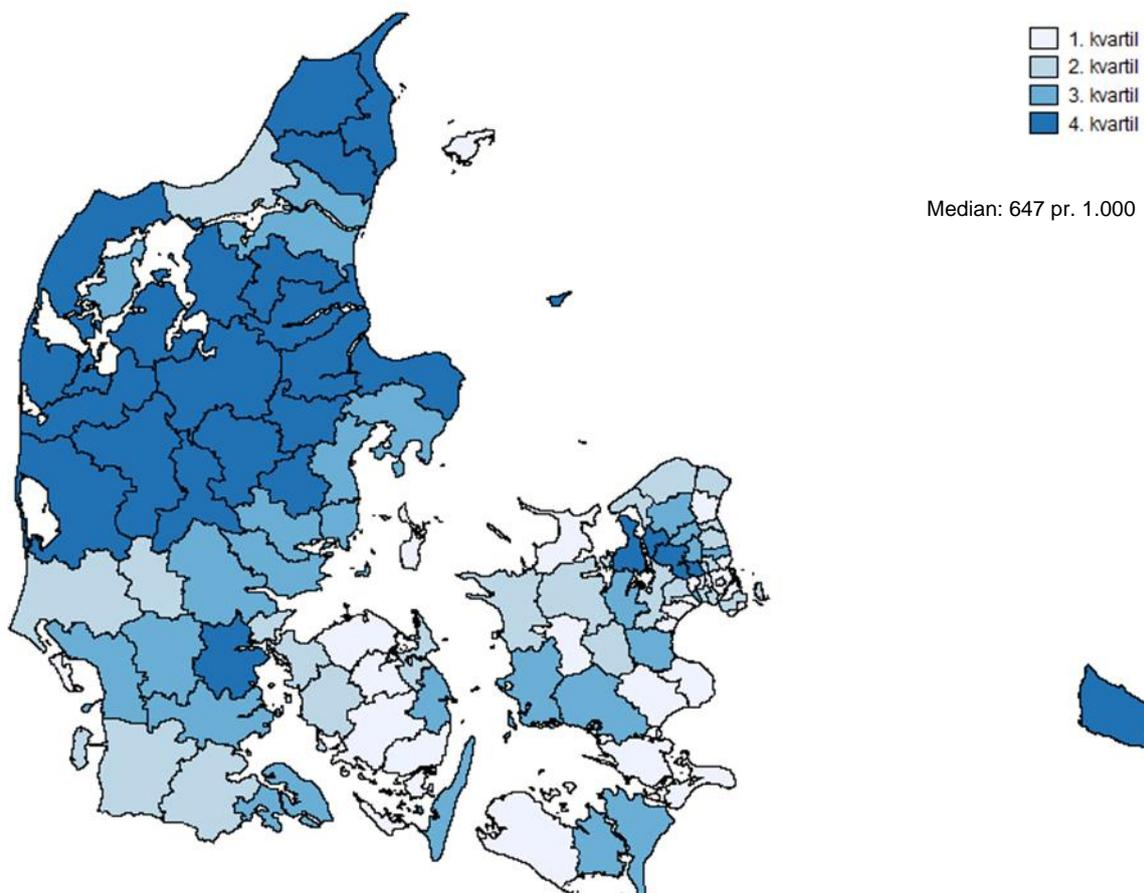 1. kvartil
2. kvartil
3. kvartil
4. kvartil
Median: 647 pr. 1.000